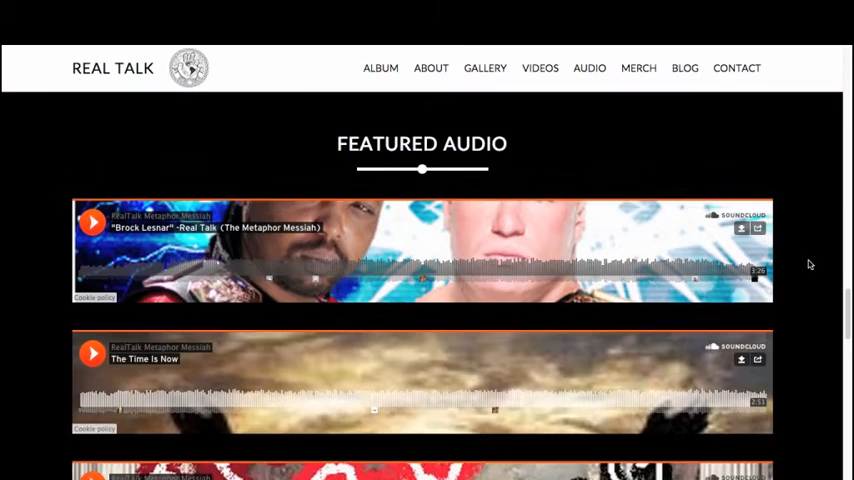 REAL TALK
ALBUM ABOUT GALLERY VIDEOS AUDIO MERCH BLOG CONTACT
FEATURED AUDIO
RealTalk Metaphor Messiah
SOUNDCLOUD
"Brock Lesnar" -Real Talk (The Metaphor Messiah)
3:26
Cookie policy
RealTalk Metaphor Messiah
SOUNDCLOUD
The Time Is Now
2:51
Cookie policy